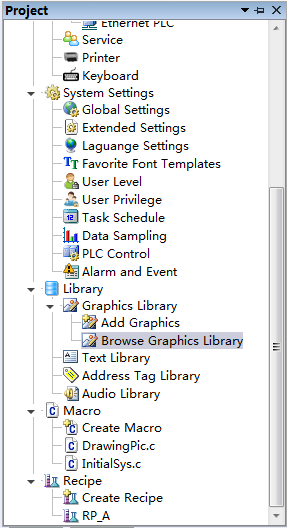 Project
Ethernet PLC
Service
Printer
Keyboard
System Settings
Global Settings
Extended Settings
Laguange Settings
Favorite Font Templates
User Level
User Privilege
Task Schedule
Data Sampling
PLC Control
Alarm and Event
Library
Graphics Library
Add Graphics
Browse Graphics Library
Text Library
Address Tag Library
Audio Library
Macro
Create Macro
DrawingPic.c
InitialSys.c
Recipe
Create Recipe
RP_A